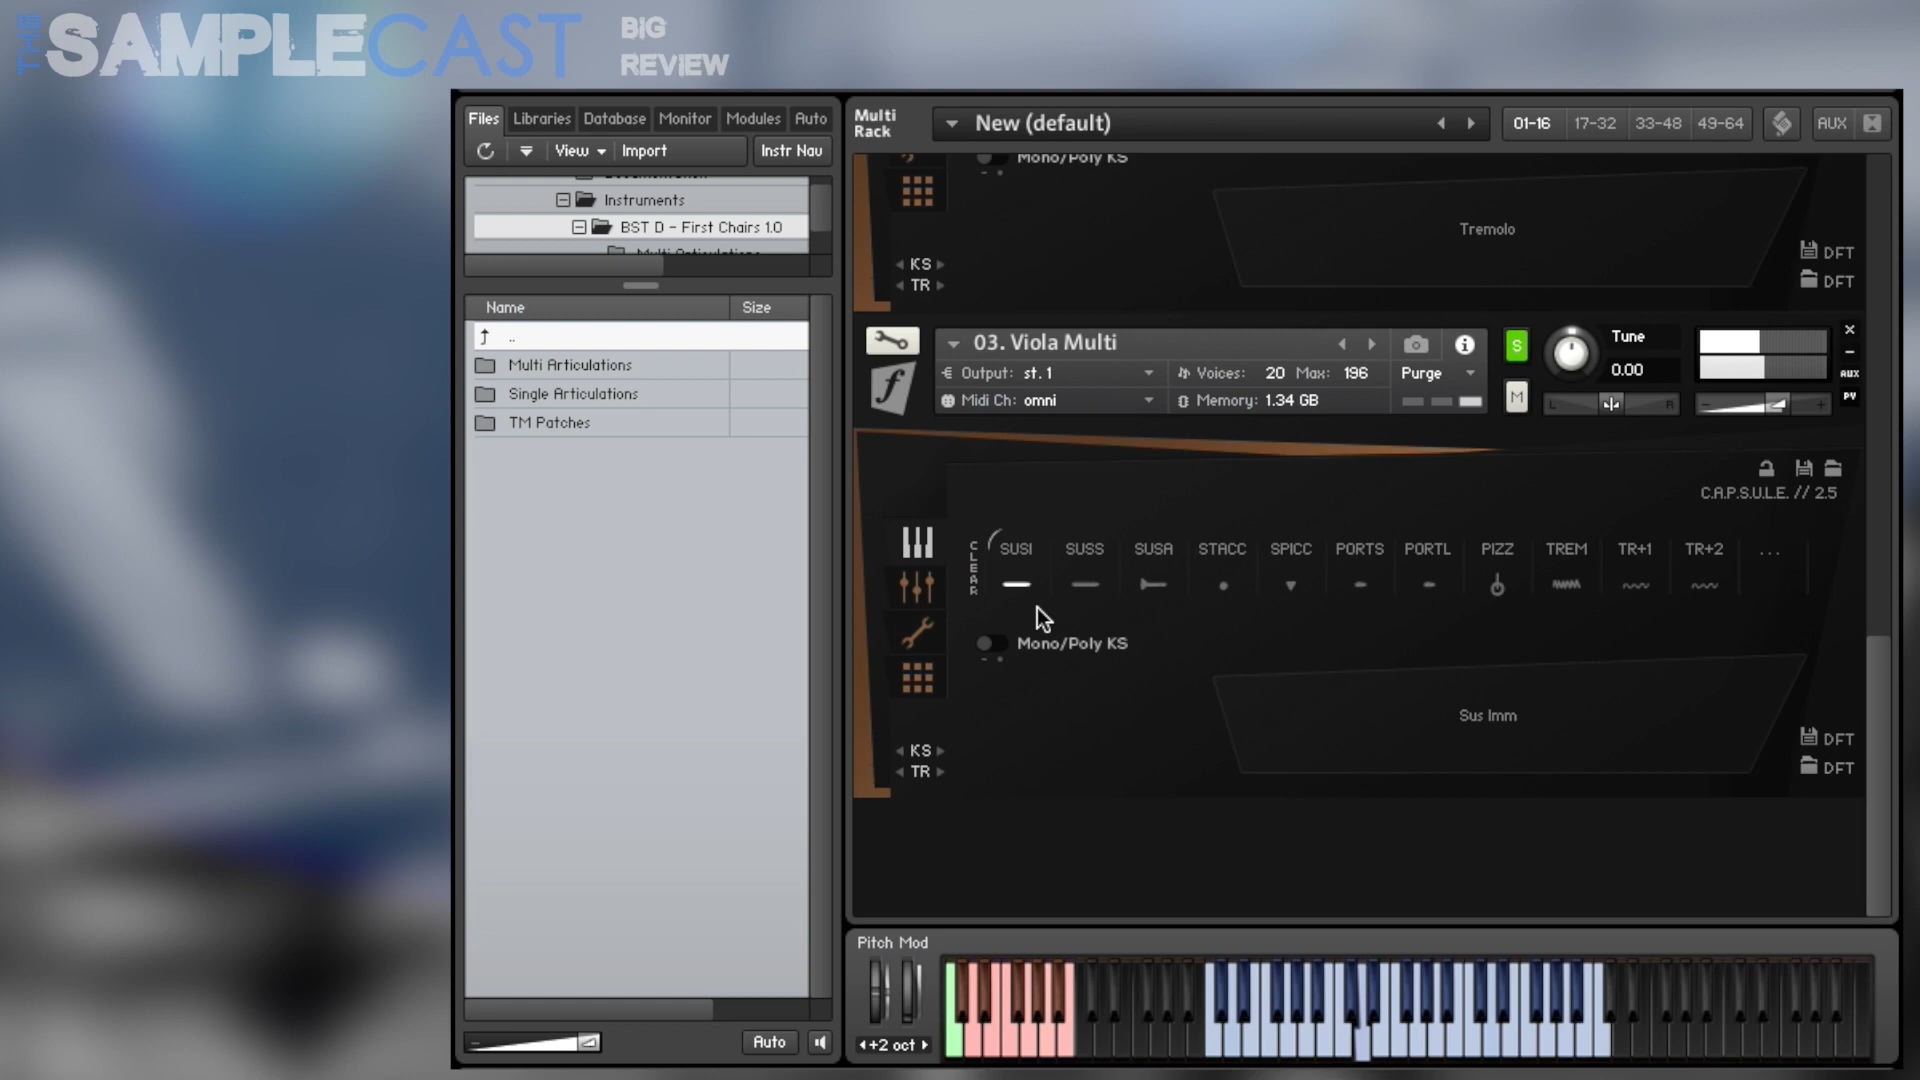 THE SAMPLECAST
BIG
REVIEW
Files Libraries Database Monitor Modules Auto
View Import Instr Nav
Instruments
BST D - First Chairs 1.0
Multi Articulations
Name Size
..
Multi Articulations
Single Articulations
TM Patches
Auto
Multi
Rack
New (default)
01-16 17-32 33-48 49-64 AUX
Mono/Poly KS
Tremolo
KS
TR
DFT
DFT
03. Viola Multi
Output: st.1 Voices: 20 Max: 196 Purge
Midi Ch: omni Memory: 1.34 GB
S
M
Tune
0.00
L R
AUX
PV
C.A.P.S.U.L.E. // 2.5
CLEAR
SUSI SUSS SUSA STACC SPICC PORTS PORTL PIZZ TREM TR+1 TR+2 ...
Mono/Poly KS
Sus Imm
KS
TR
DFT
DFT
Pitch Mod
+2 oct